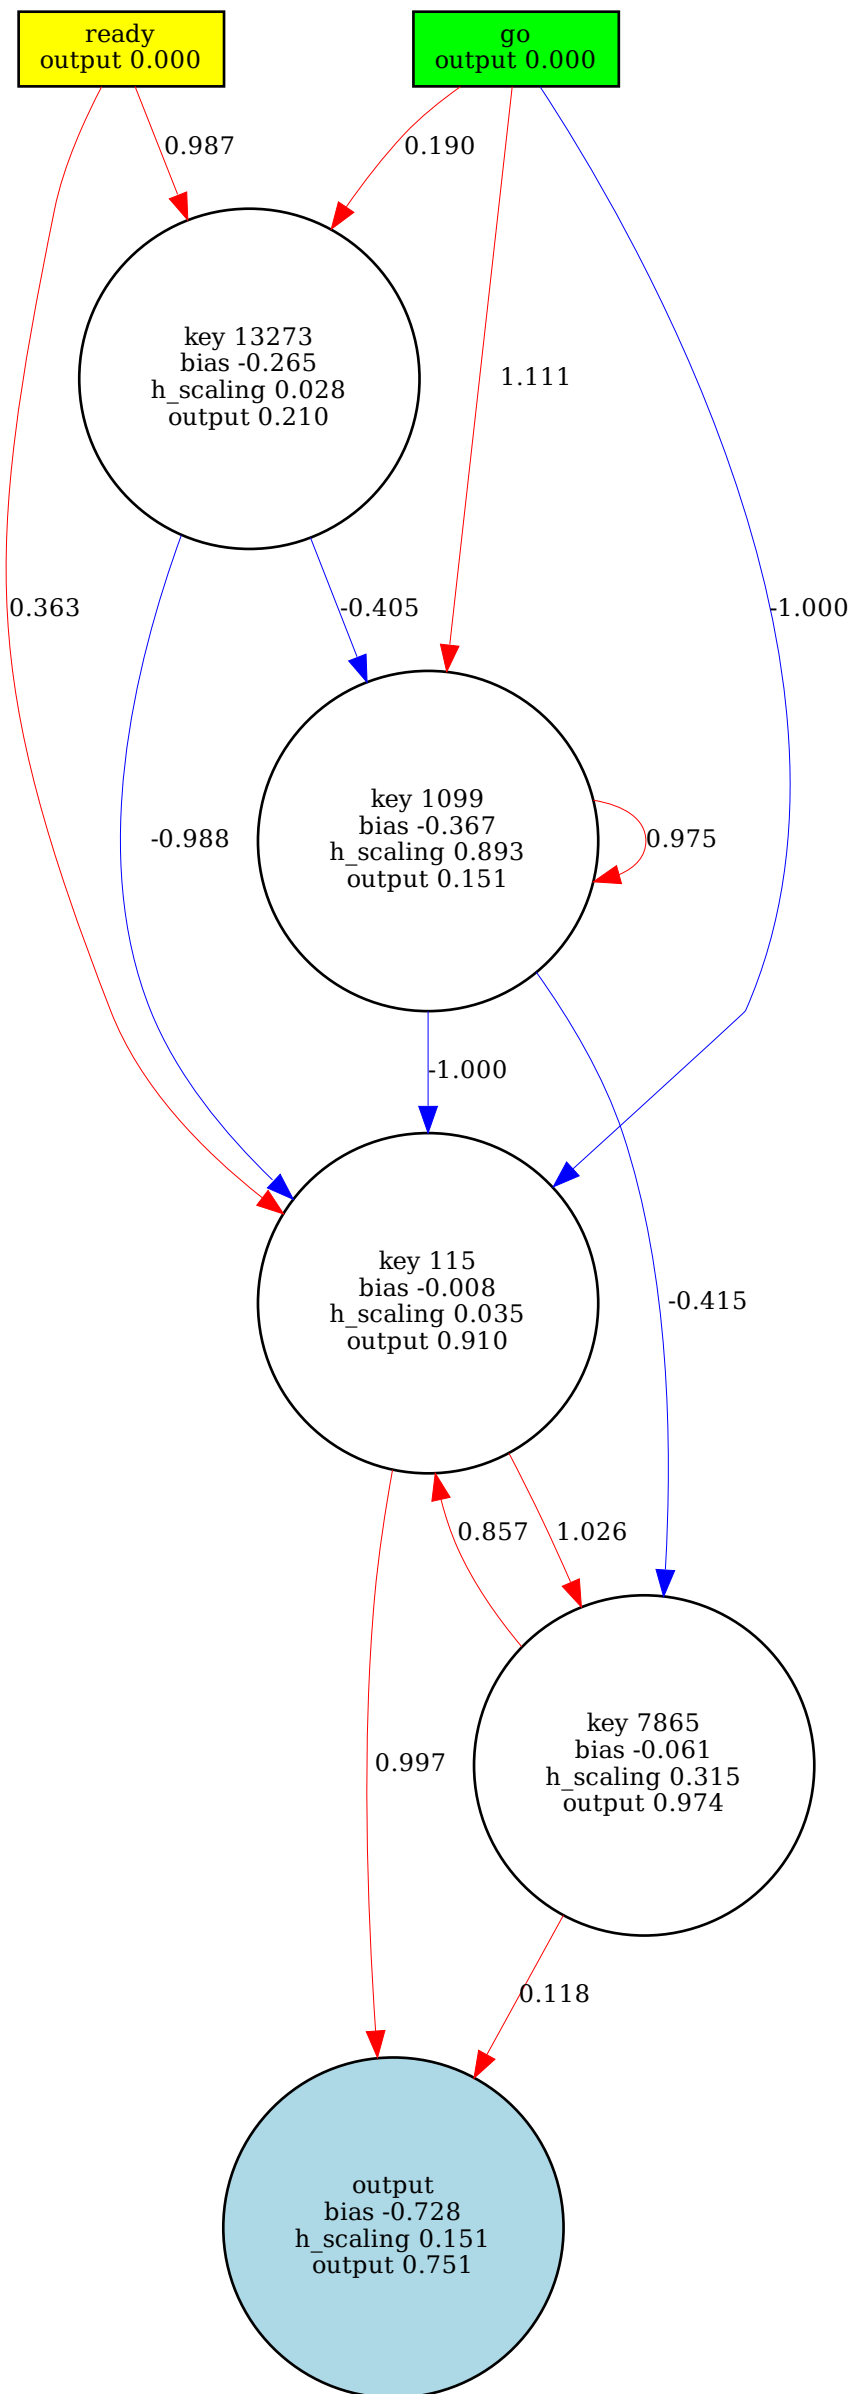 ready
output 0.000
go
output 0.000
0.987
0.190
key 13273
bias -0.265
h_scaling 0.028
output 0.210
1.111
0.363
-0.405
-1.000
key 1099
bias -0.367
h_scaling 0.893
output 0.151
-0.988
0.975
-1.000
key 115
bias -0.008
h_scaling 0.035
output 0.910
-0.415
0.857
1.026
key 7865
bias -0.061
h_scaling 0.315
output 0.974
0.997
0.118
output
bias -0.728
h_scaling 0.151
output 0.751